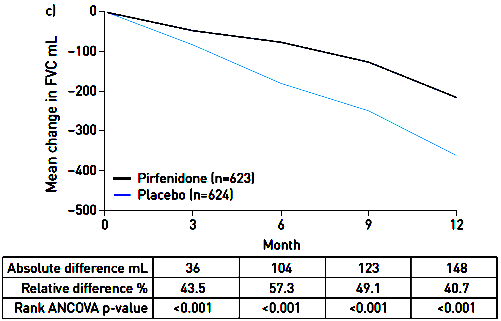 c)
0
−100
−200
−300
−400
−500
Mean change in FVC mL
Pirfenidone (n=623)
Placebo (n=624)
0 3 6 9 12
Month
Absolute difference mL 36 104 123 148
Relative difference % 43.5 57.3 49.1 40.7
Rank ANCOVA p-value <0.001 <0.001 <0.001 <0.001